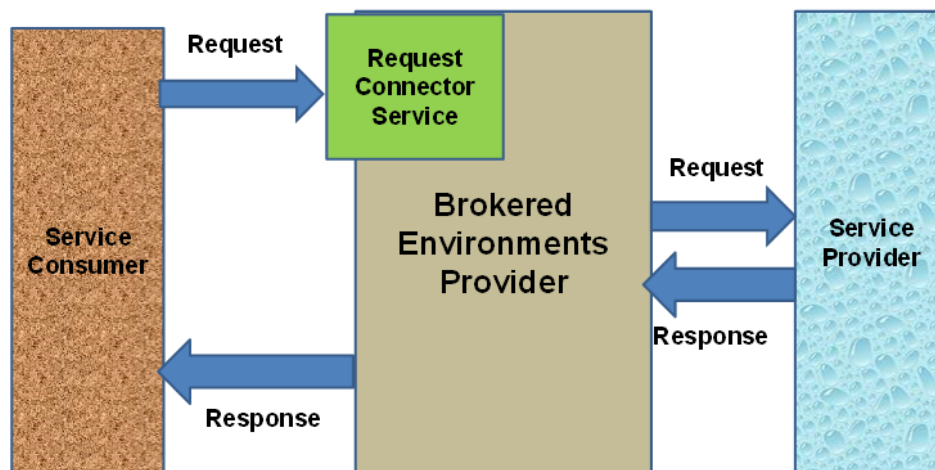 Request
Request
Connector
Service
Request
Brokered
Environments
Provider
Service
Consumer
Service
Provider
Response
Response